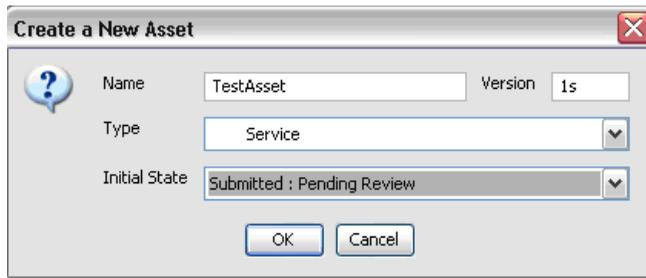 Create a New Asset
Name TestAsset Version 1s
Type Service
Initial State Submitted : Pending Review
OK Cancel